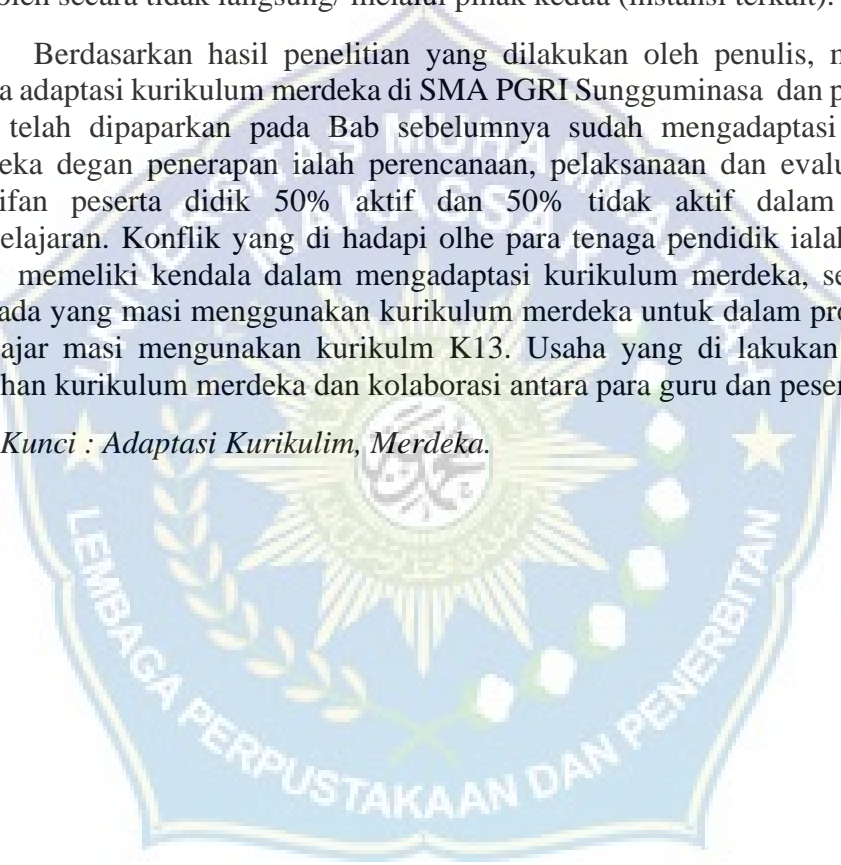 oleh secara tidak langsung/ melalui pihak kedua (instansi terkait).
Berdasarkan hasil penelitian yang dilakukan oleh penulis, m
a adaptasi kurikulum merdeka di SMA PGRI Sungguminasa dan p
telah dipaparkan pada Bab sebelumnya sudah mengadaptasi
eka degan penerapan ialah perencanaan, pelaksanaan dan evalu
ifan peserta didik 50% aktif dan 50% tidak aktif dalam
elajaran. Konflik yang di hadapi olhe para tenaga pendidik ialah
memeliki kendala dalam mengadaptasi kurikulum merdeka, se
ada yang masi menggunakan kurikulum merdeka untuk dalam pro
ajar masi mengunakan kurikulm K13. Usaha yang di lakukan
han kurikulum merdeka dan kolaborasi antara para guru dan peser
Kunci : Adaptasi Kurikulim, Merdeka.
UNIVERSITAS MUHAMMADIYAH
MAKASSAR
LEMBAGA PERPUSTAKAAN DAN PENERBITAN